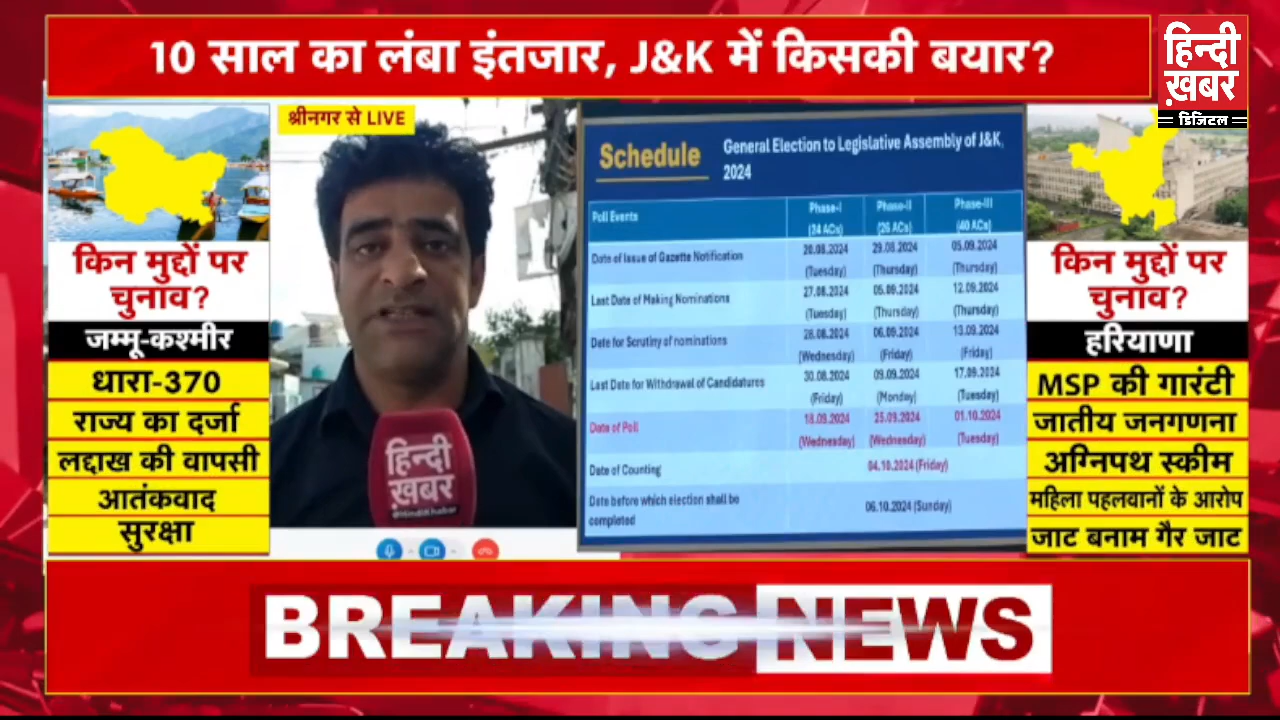 10 साल का लंबा इंतजार, J&K में किसकी बयार?
हिन्दी
ख़बर
डिजिटल
श्रीनगर से LIVE
किन मुद्दों पर
चुनाव?
जम्मू-कश्मीर
धारा-370
राज्य का दर्जा
लद्दाख की वापसी
आतंकवाद
सुरक्षा
हिन्दी
ख़बर
@HindiKhabar
Schedule
General Election to Legislative Assembly of J&K,
2024
Poll Events
Phase-I
(24 ACs)
Phase-II
(26 ACs)
Phase-III
(40 ACs)
Date of Issue of Gazette Notification
20.08.2024
(Tuesday)
29.08.2024
(Thursday)
05.09.2024
(Thursday)
Last Date of Making Nominations
27.08.2024
(Tuesday)
05.09.2024
(Thursday)
12.09.2024
(Thursday)
Date for Scrutiny of nominations
28.08.2024
(Wednesday)
06.09.2024
(Friday)
13.09.2024
(Friday)
Last Date for Withdrawal of Candidatures
30.08.2024
(Friday)
09.09.2024
(Monday)
17.09.2024
(Tuesday)
Date of Poll
18.09.2024
(Wednesday)
25.09.2024
(Wednesday)
01.10.2024
(Tuesday)
Date of Counting
04.10.2024 (Friday)
Date before which election shall be
completed
06.10.2024 (Sunday)
किन मुद्दों पर
चुनाव?
हरियाणा
MSP की गारंटी
जातीय जनगणना
अग्निपथ स्कीम
महिला पहलवानों के आरोप
जाट बनाम गैर जाट
BREAKING NEWS